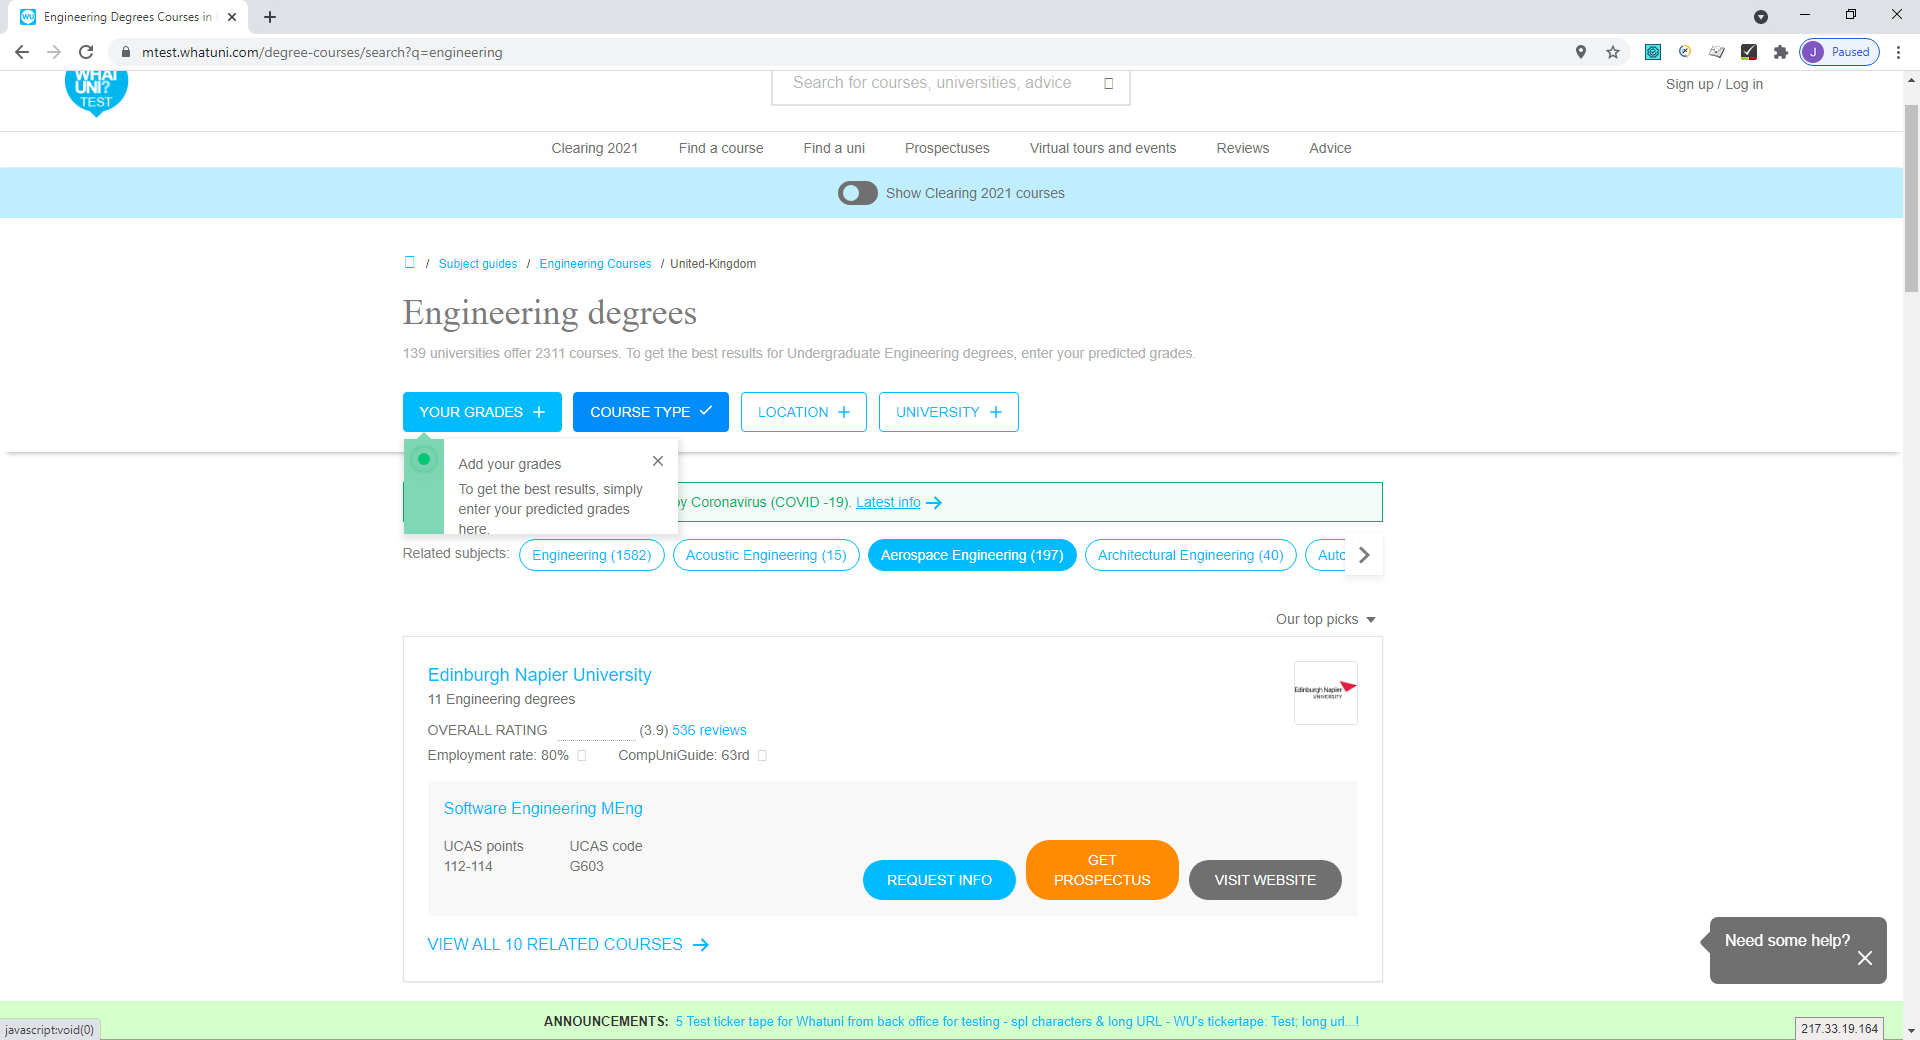 Engineering Degrees Courses in
mtest.whatuni.com/degree-courses/search?q=engineering
J Paused
WHAT
UNI?
TEST
Search for courses, universities, advice
Sign up / Log in
Clearing 2021 Find a course Find a uni Prospectuses Virtual tours and events Reviews Advice
Show Clearing 2021 courses
/ Subject guides / Engineering Courses / United-Kingdom
Engineering degrees
139 universities offer 2311 courses. To get the best results for Undergraduate Engineering degrees, enter your predicted grades.
YOUR GRADES COURSE TYPE LOCATION UNIVERSITY
Add your grades
To get the best results, simply
enter your predicted grades
here.
by Coronavirus (COVID -19). Latest info
Related subjects: Engineering (1582) Acoustic Engineering (15) Aerospace Engineering (197) Architectural Engineering (40) Auto
Our top picks
Edinburgh Napier University
11 Engineering degrees
Edinburgh Napier
UNIVERSITY
OVERALL RATING (3.9) 536 reviews
Employment rate: 80% CompUniGuide: 63rd
Software Engineering MEng
UCAS points UCAS code
112-114 G603
REQUEST INFO GET PROSPECTUS VISIT WEBSITE
VIEW ALL 10 RELATED COURSES
Need some help?
ANNOUNCEMENTS: 5 Test ticker tape for Whatuni from back office for testing - spl characters & long URL - WU's tickertape: Test; long url...!
javascript:void(0)
217.33.19.164